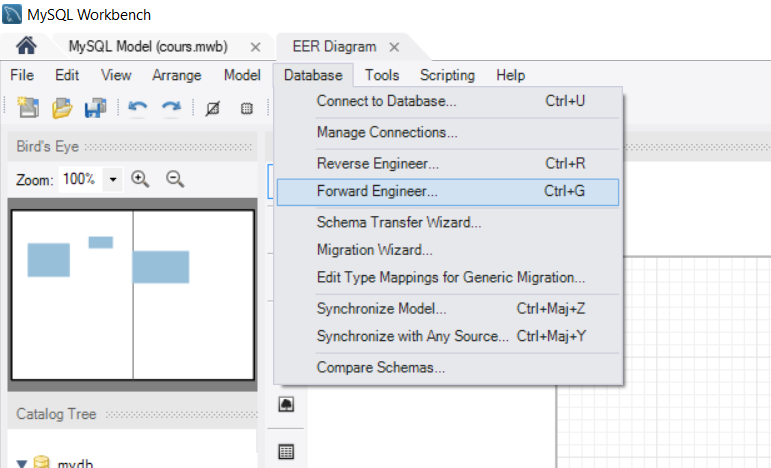 MySQL Workbench
MySQL Model (cours.mwb) ×
EER Diagram ×
File Edit View Arrange Model Database Tools Scripting Help
Connect to Database... Ctrl+U
Manage Connections...
Reverse Engineer... Ctrl+R
Forward Engineer... Ctrl+G
Schema Transfer Wizard...
Migration Wizard...
Edit Type Mappings for Generic Migration...
Synchronize Model... Ctrl+Maj+Z
Synchronize with Any Source... Ctrl+Maj+Y
Compare Schemas...
Bird's Eye
Zoom: 100%
Catalog Tree
mydb